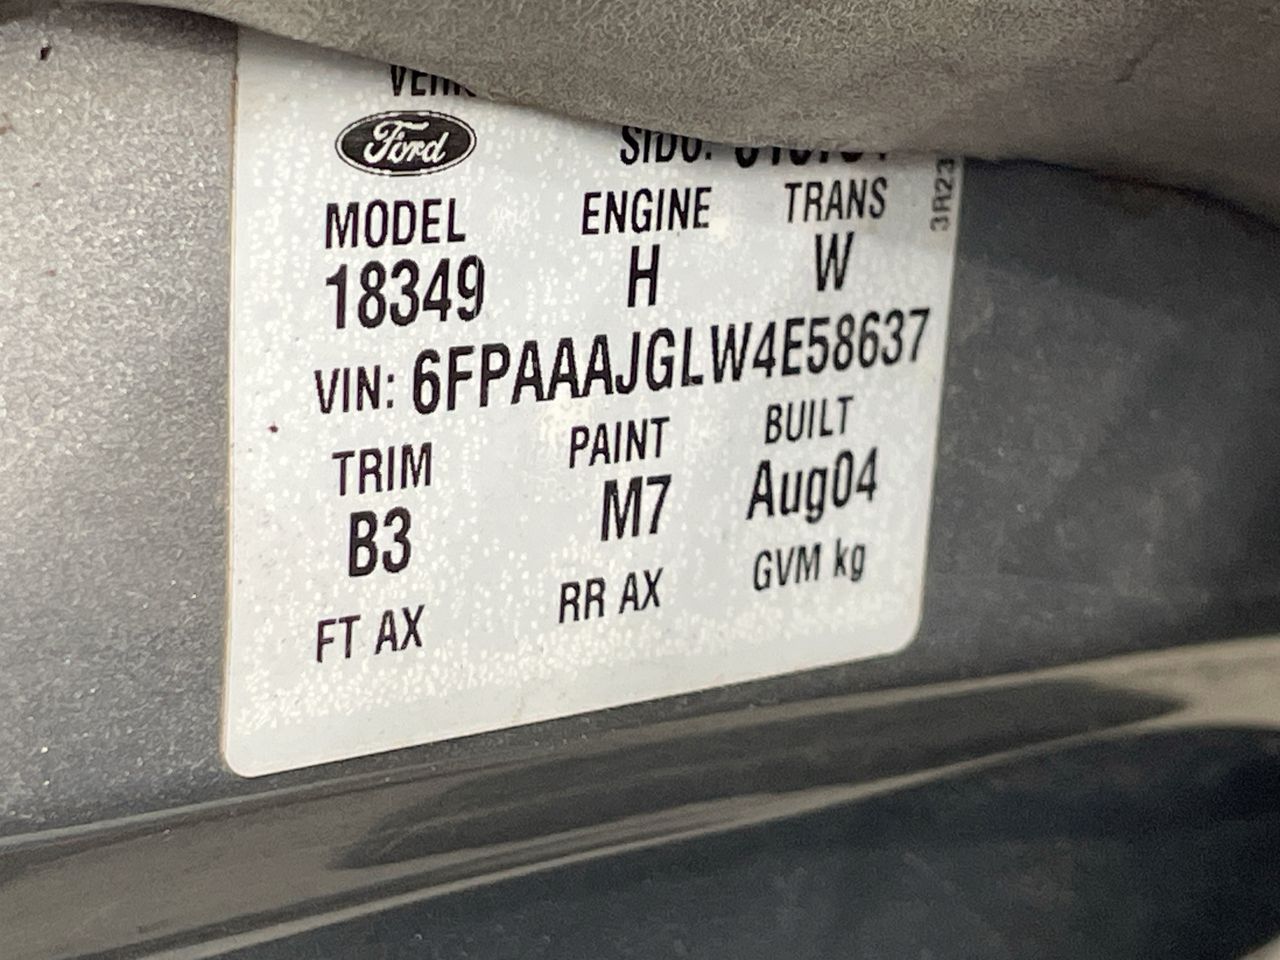 Ford
MODEL ENGINE TRANS
18349 H W
VIN: 6FPAAAJGLW4E58637
TRIM PAINT BUILT
B3 M7 Aug04
FT AX RR AX GVM kg
3R23